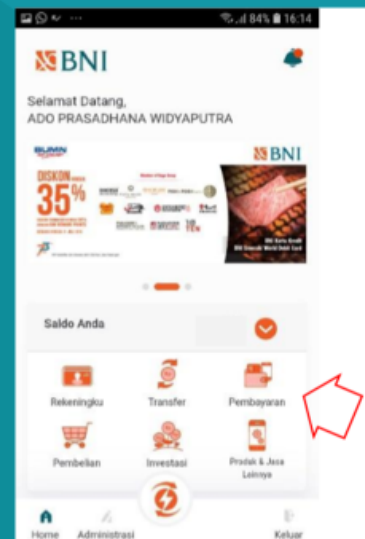 84% 16:14
BNI
Selamat Datang,
ADO PRASADHANA WIDYAPUTRA
BUMN
DISKON
35%
BNI
Saldo Anda
Rekeningku Transfer Pembayaran
Pembelian Investasi Produk & Jasa
Lainnya
Home Administrasi Keluar